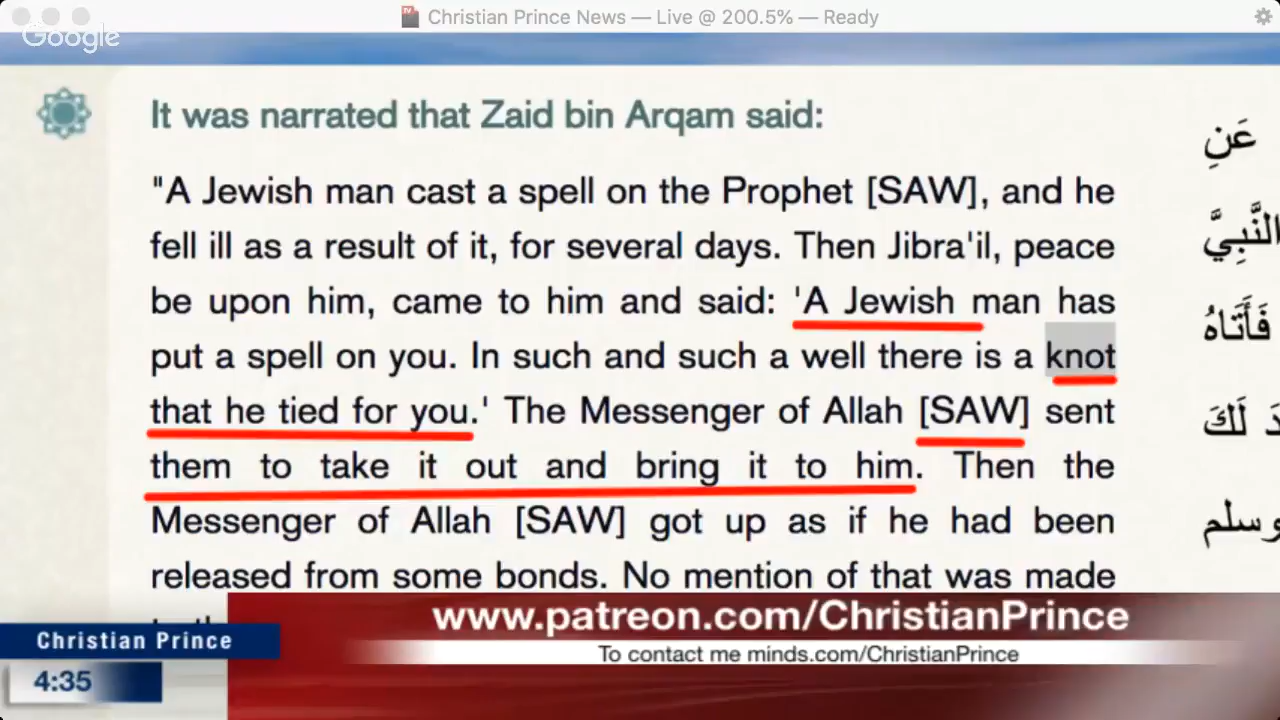 Christian Prince News — Live @ 200.5% — Ready
Google
It was narrated that Zaid bin Arqam said:
"A Jewish man cast a spell on the Prophet [SAW], and he
fell ill as a result of it, for several days. Then Jibra'il, peace
be upon him, came to him and said: 'A Jewish man has
put a spell on you. In such and such a well there is a knot
that he tied for you.' The Messenger of Allah [SAW] sent
them to take it out and bring it to him. Then the
Messenger of Allah [SAW] got up as if he had been
released from some bonds. No mention of that was made
عَنِ
النَّبِيَّ
فَأَتَاهُ
لَكَ
وسلم
www.patreon.com/ChristianPrince
Christian Prince
To contact me minds.com/ChristianPrince
4:35